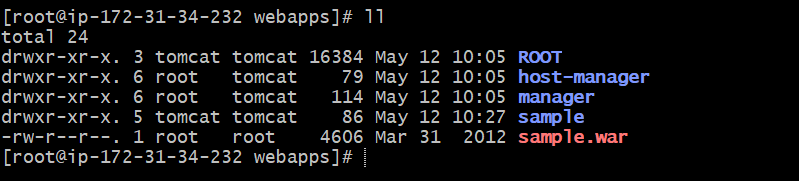 [root@ip-172-31-34-232 webapps]# ll
total 24
drwxr-xr-x. 3 tomcat tomcat 16384 May 12 10:05 ROOT
drwxr-xr-x. 6 root   tomcat    79 May 12 10:05 host-manager
drwxr-xr-x. 6 root   tomcat   114 May 12 10:05 manager
drwxr-xr-x. 5 tomcat tomcat    86 May 12 10:27 sample
-rw-r--r--. 1 root   root    4606 Mar 31  2012 sample.war
[root@ip-172-31-34-232 webapps]#